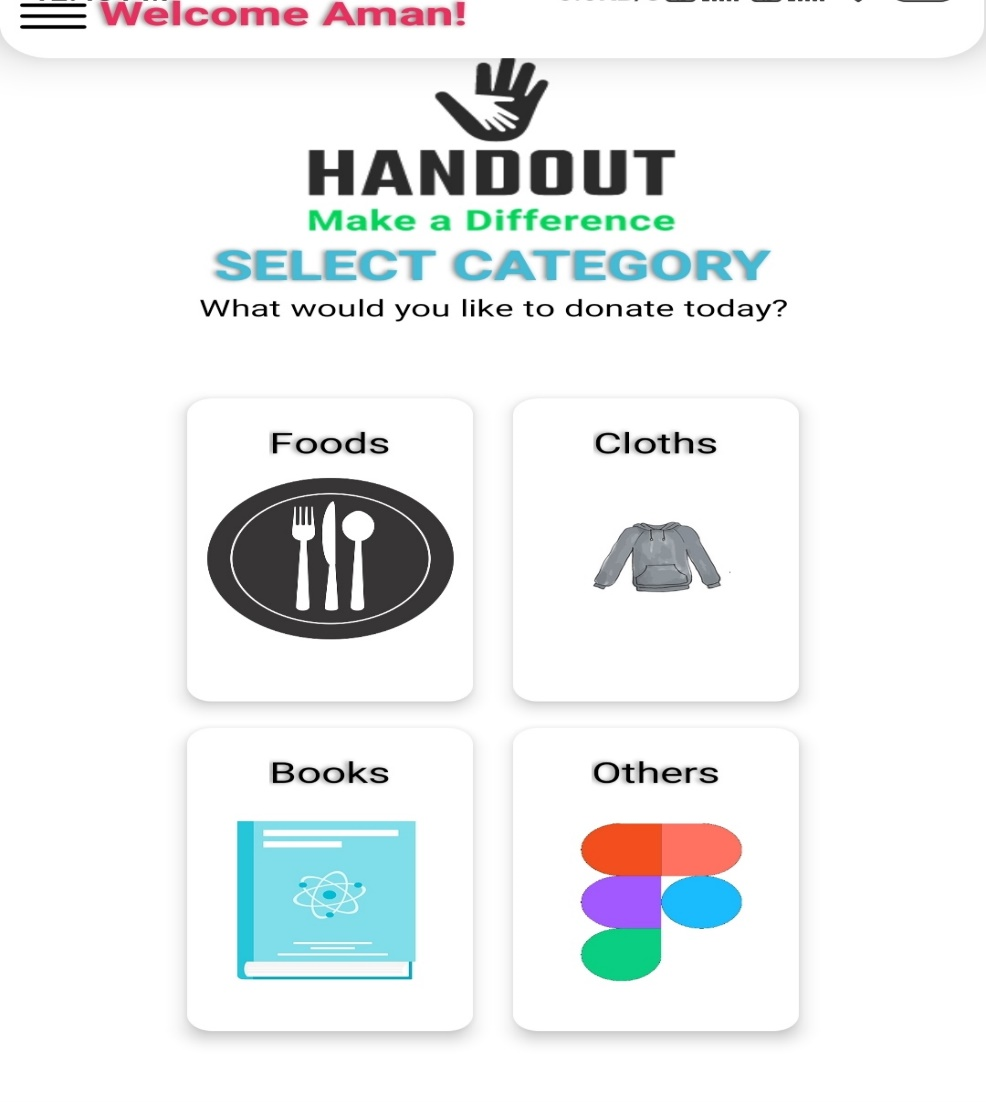 Welcome Aman!
HANDOUT
Make a Difference
SELECT CATEGORY
What would you like to donate today?
Foods
Cloths
Books
Others